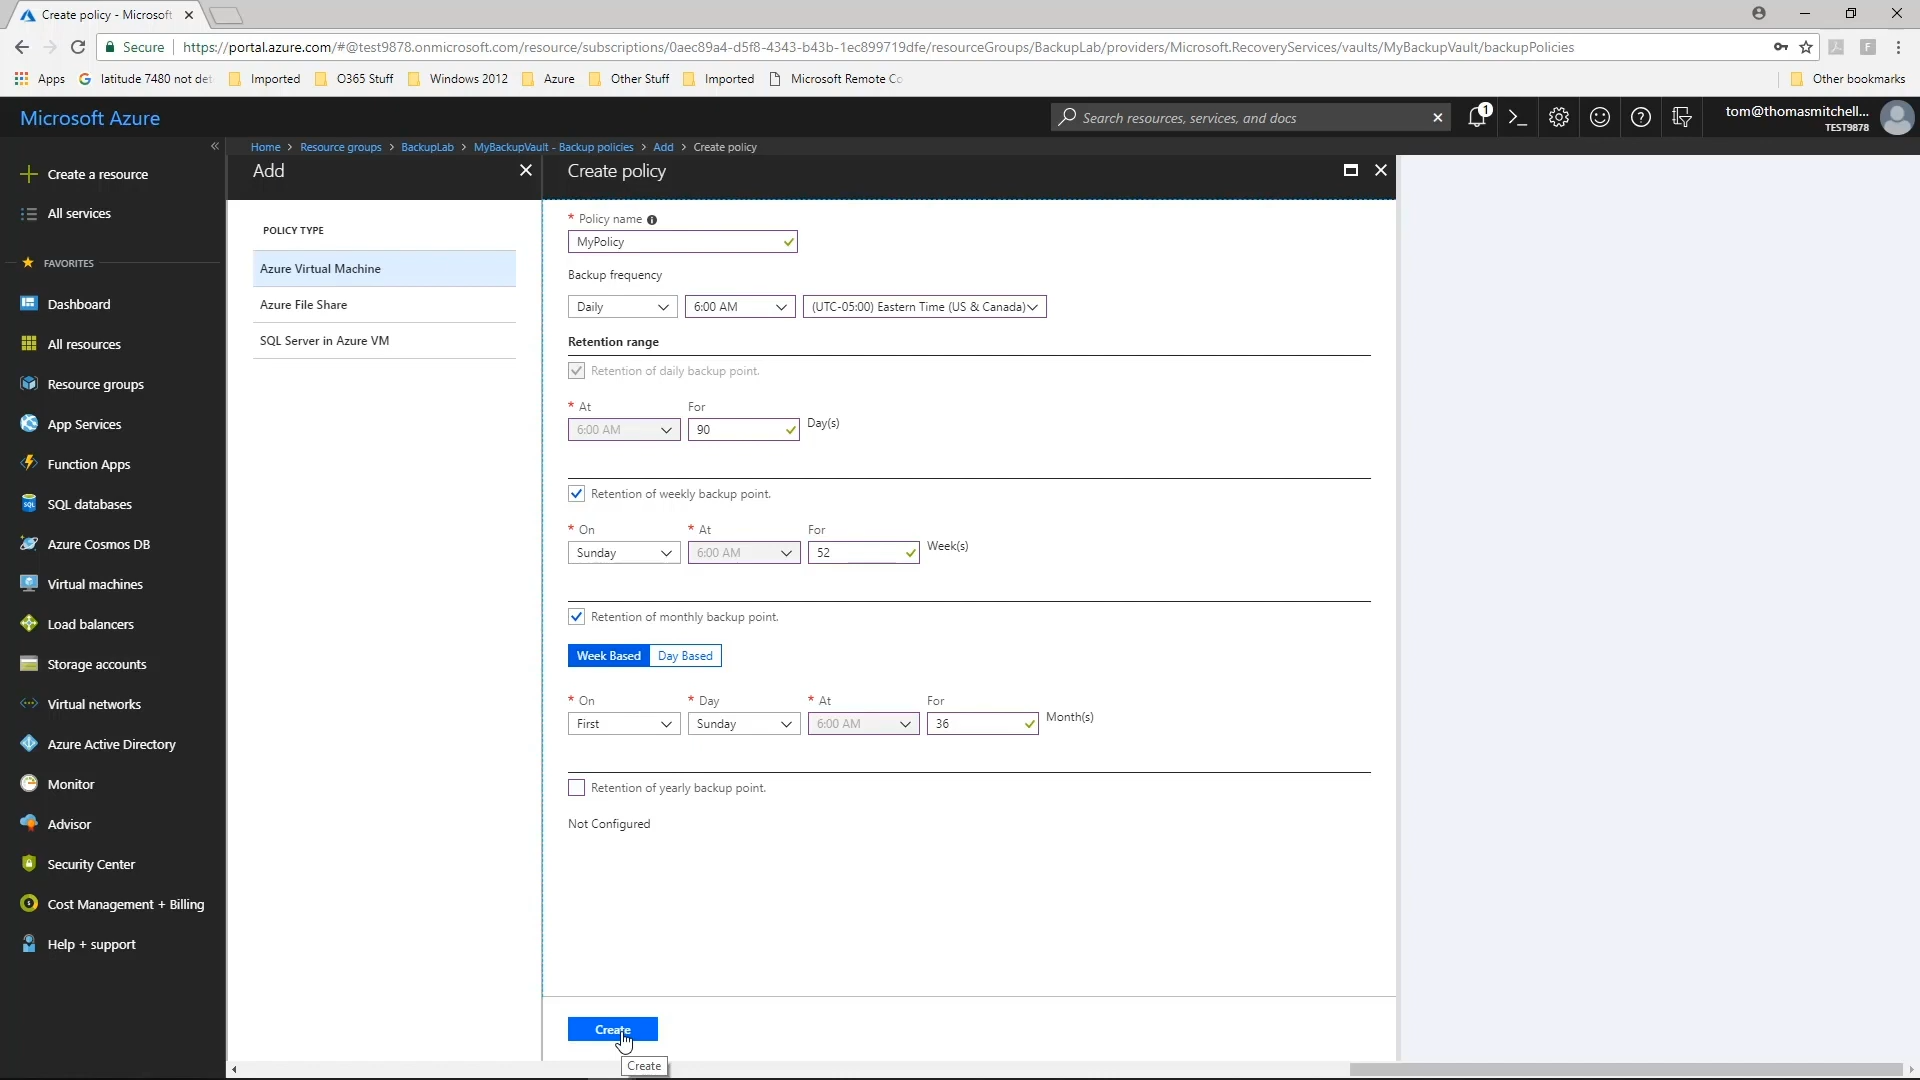 Create policy - Microsoft
Secure
https://portal.azure.com/#@test9878.onmicrosoft.com/resource/subscriptions/0aec89a4-d5f8-4343-b43b-1ec899719dfe/resourceGroups/BackupLab/providers/Microsoft.RecoveryServices/vaults/MyBackupVault/backupPolicies
Apps
latitude 7480 not det
Imported
O365 Stuff
Windows 2012
Azure
Other Stuff
Imported
Microsoft Remote Co
Other bookmarks
Microsoft Azure
Search resources, services, and docs
1
tom@thomasmitchell...
TEST9878
Home > Resource groups > BackupLab > MyBackupVault - Backup policies > Add > Create policy
Create a resource
All services
FAVORITES
Dashboard
All resources
Resource groups
App Services
Function Apps
SQL databases
Azure Cosmos DB
Virtual machines
Load balancers
Storage accounts
Virtual networks
Azure Active Directory
Monitor
Advisor
Security Center
Cost Management + Billing
Help + support
Add
POLICY TYPE
Azure Virtual Machine
Azure File Share
SQL Server in Azure VM
Create policy
* Policy name
MyPolicy
Backup frequency
Daily 6:00 AM (UTC-05:00) Eastern Time (US & Canada)
Retention range
Retention of daily backup point.
* At For
6:00 AM 90 Day(s)
Retention of weekly backup point.
* On * At For
Sunday 6:00 AM 52 Week(s)
Retention of monthly backup point.
Week Based Day Based
* On * Day * At For
First Sunday 6:00 AM 36 Month(s)
Retention of yearly backup point.
Not Configured
Create
Create